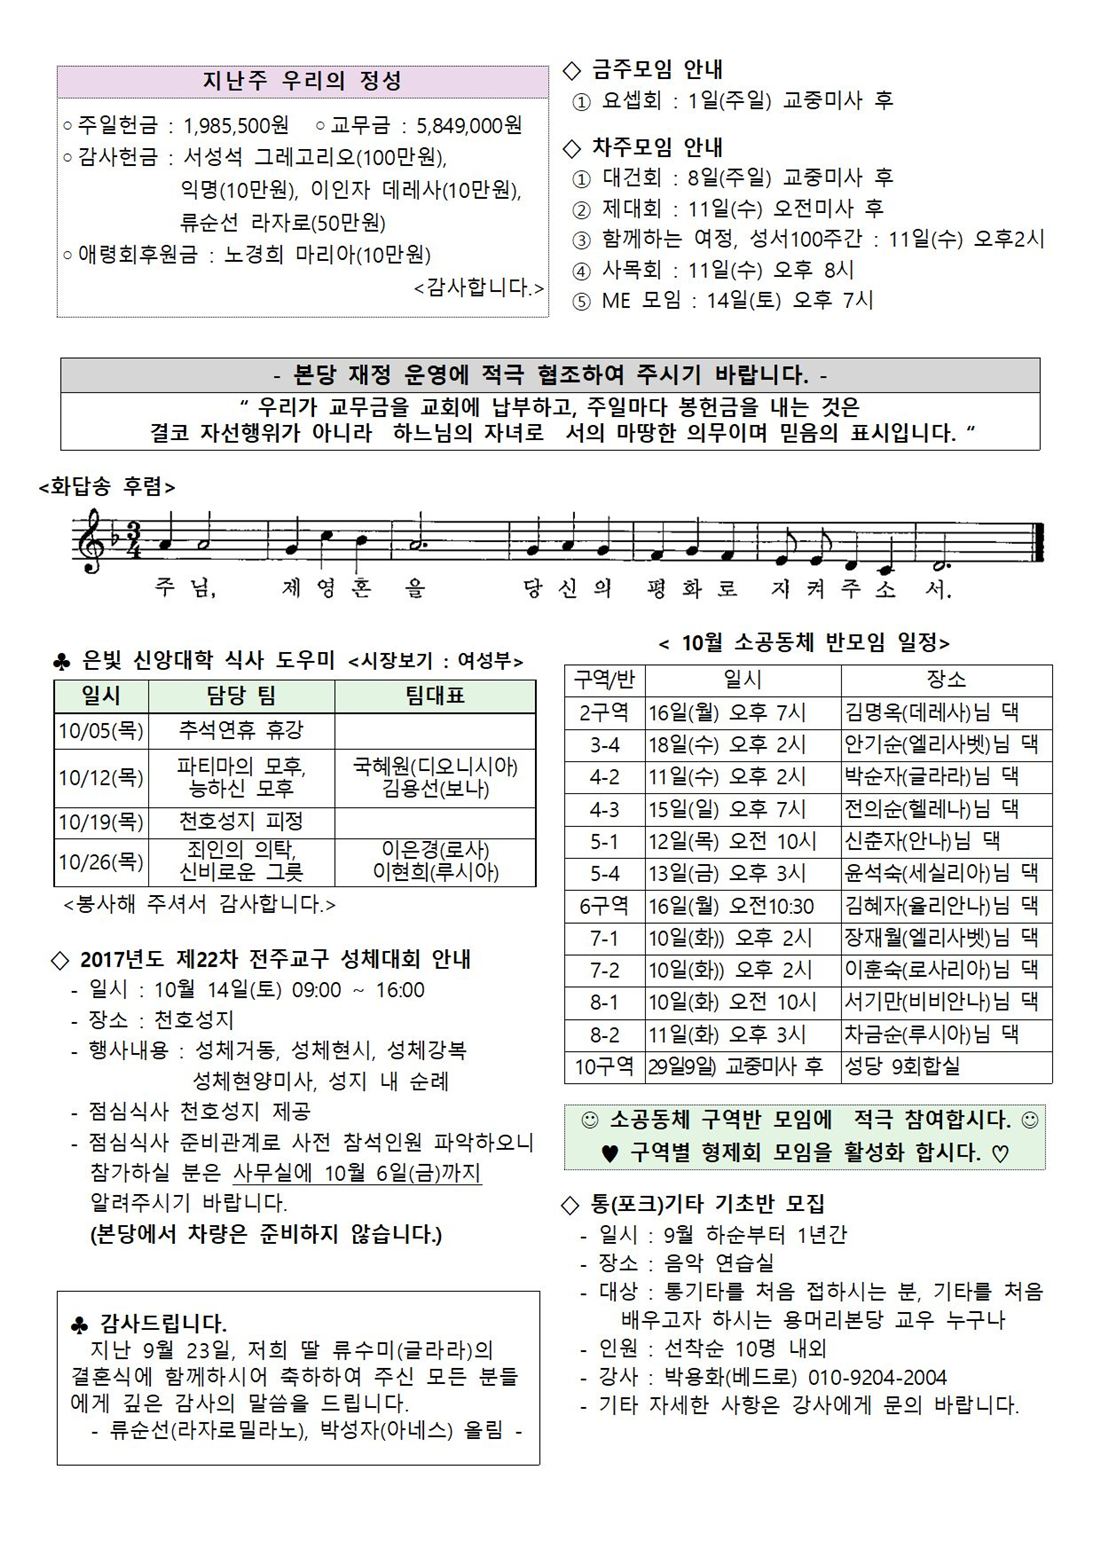 지난주 우리의 정성
○ 주일헌금 : 1,985,500원 ○ 교무금 : 5,849,000원
○ 감사헌금 : 서성석 그레고리오(100만원),
익명(10만원), 이인자 데레사(10만원),
류순선 라자로(50만원)
○ 애령회후원금 : 노경희 마리아(10만원)
<감사합니다.>
◇ 금주모임 안내
① 요셉회 : 1일(주일) 교중미사 후
◇ 차주모임 안내
① 대건회 : 8일(주일) 교중미사 후
② 제대회 : 11일(수) 오전미사 후
③ 함께하는 여정, 성서100주간 : 11일(수) 오후2시
④ 사목회 : 11일(수) 오후 8시
⑤ ME 모임 : 14일(토) 오후 7시
- 본당 재정 운영에 적극 협조하여 주시기 바랍니다. -
“ 우리가 교무금을 교회에 납부하고, 주일마다 봉헌금을 내는 것은
결코 자선행위가 아니라 하느님의 자녀로 서의 마땅한 의무이며 믿음의 표시입니다. “
<화답송 후렴>
3
4
주 님, 제 영 혼 을 당 신 의 평 화 로 지 켜 주 소 서.
♣ 은빛 신앙대학 식사 도우미 <시장보기 : 여성부>
일시 담당 팀 팀대표
10/05(목) 추석연휴 휴강
10/12(목) 파티마의 모후, 국혜원(디오니시아)
능하신 모후 김용선(보나)
10/19(목) 천호성지 피정
10/26(목) 죄인의 의탁, 이은경(로사)
신비로운 그릇 이현희(루시아)
<봉사해 주셔서 감사합니다.>
◇ 2017년도 제22차 전주교구 성체대회 안내
- 일시 : 10월 14일(토) 09:00 ~ 16:00
- 장소 : 천호성지
- 행사내용 : 성체거동, 성체현시, 성체강복
성체현양미사, 성지 내 순례
- 점심식사 천호성지 제공
- 점심식사 준비관계로 사전 참석인원 파악하오니
참가하실 분은 사무실에 10월 6일(금)까지
알려주시기 바랍니다.
(본당에서 차량은 준비하지 않습니다.)
♣ 감사드립니다.
지난 9월 23일, 저희 딸 류수미(글라라)의
결혼식에 함께하시어 축하하여 주신 모든 분들
에게 깊은 감사의 말씀을 드립니다.
- 류순선(라자로밀라노), 박성자(아네스) 올림 -
< 10월 소공동체 반모임 일정>
구역/반 일시 장소
2구역 16일(월) 오후 7시 김명옥(데레사)님 댁
3-4 18일(수) 오후 2시 안기순(엘리사벳)님 댁
4-2 11일(수) 오후 2시 박순자(글라라)님 댁
4-3 15일(일) 오후 7시 전의순(헬레나)님 댁
5-1 12일(목) 오전 10시 신춘자(안나)님 댁
5-4 13일(금) 오후 3시 윤석숙(세실리아)님 댁
6구역 16일(월) 오전10:30 김혜자(율리안나)님 댁
7-1 10일(화)) 오후 2시 장재월(엘리사벳)님 댁
7-2 10일(화)) 오후 2시 이훈숙(로사리아)님 댁
8-1 10일(화) 오전 10시 서기만(비비안나)님 댁
8-2 11일(화) 오후 3시 차금순(루시아)님 댁
10구역 29일9일) 교중미사 후 성당 9회합실
☺ 소공동체 구역반 모임에 적극 참여합시다. ☺
♥ 구역별 형제회 모임을 활성화 합시다. ♡
◇ 통(포크)기타 기초반 모집
- 일시 : 9월 하순부터 1년간
- 장소 : 음악 연습실
- 대상 : 통기타를 처음 접하시는 분, 기타를 처음
배우고자 하시는 용머리본당 교우 누구나
- 인원 : 선착순 10명 내외
- 강사 : 박용화(베드로) 010-9204-2004
- 기타 자세한 사항은 강사에게 문의 바랍니다.